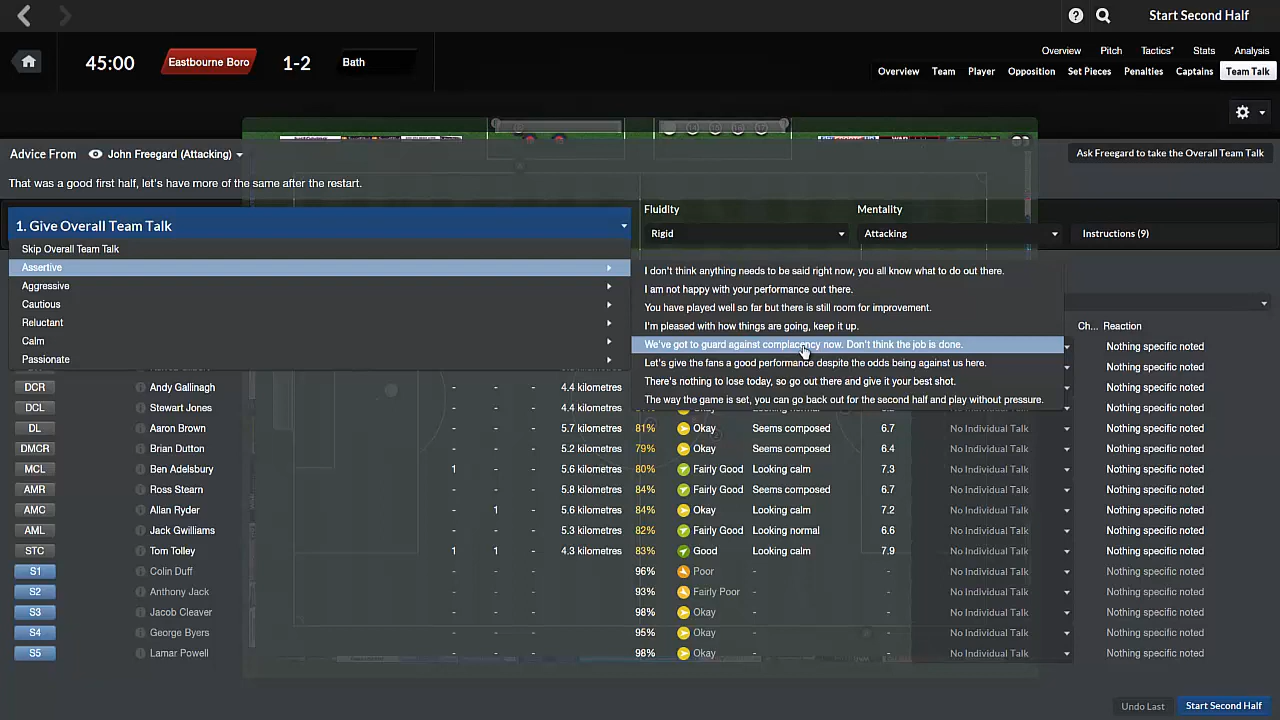 Start Second Half
45:00 Eastbourne Boro 1-2 Bath
Overview Pitch Tactics* Stats Analysis
Overview Team Player Opposition Set Pieces Penalties Captains Team Talk
Advice From John Freegard (Attacking)
Ask Freegard to take the Overall Team Talk
That was a good first half, let's have more of the same after the restart.
1. Give Overall Team Talk
Fluidity Mentality
Rigid Attacking Instructions (9)
Skip Overall Team Talk
Assertive
Aggressive
Cautious
Reluctant
Calm
Passionate
I don't think anything needs to be said right now, you all know what to do out there.
I am not happy with your performance out there.
You have played well so far but there is still room for improvement.
I'm pleased with how things are going, keep it up.
We've got to guard against complacency now. Don't think the job is done.
Let's give the fans a good performance despite the odds being against us here.
There's nothing to lose today, so go out there and give it your best shot.
The way the game is set, you can go back out for the second half and play without pressure.
Ch... Reaction
Nothing specific noted
Nothing specific noted
DCR Andy Gallinagh - - - 4.4 kilometres Nothing specific noted
DCL Stewart Jones - - - 4.4 kilometres Okay Nothing specific noted
DL Aaron Brown - - - 5.7 kilometres 81% Okay Seems composed 6.7 No Individual Talk Nothing specific noted
DMCR Brian Dutton - - - 5.2 kilometres 79% Okay Seems composed 6.4 No Individual Talk Nothing specific noted
MCL Ben Adelsbury 1 - - 5.6 kilometres 80% Fairly Good Looking calm 7.3 No Individual Talk Nothing specific noted
AMR Ross Stearn - - - 5.8 kilometres 84% Fairly Good Seems composed 6.7 No Individual Talk Nothing specific noted
AMC Allan Ryder - 1 - 5.6 kilometres 84% Okay Looking calm 7.2 No Individual Talk Nothing specific noted
AML Jack Gwilliams - - - 5.3 kilometres 82% Fairly Good Looking normal 6.6 No Individual Talk Nothing specific noted
STC Tom Tolley 1 1 - 4.3 kilometres 83% Good Looking calm 7.9 No Individual Talk Nothing specific noted
S1 Colin Duff - - - 96% Poor - - No Individual Talk Nothing specific noted
S2 Anthony Jack - - - 93% Fairly Poor - - No Individual Talk Nothing specific noted
S3 Jacob Cleaver - - - 98% Okay - - No Individual Talk Nothing specific noted
S4 George Byers - - - 95% Okay - - No Individual Talk Nothing specific noted
S5 Lamar Powell - - - 98% Okay - - No Individual Talk Nothing specific noted
Undo Last Start Second Half